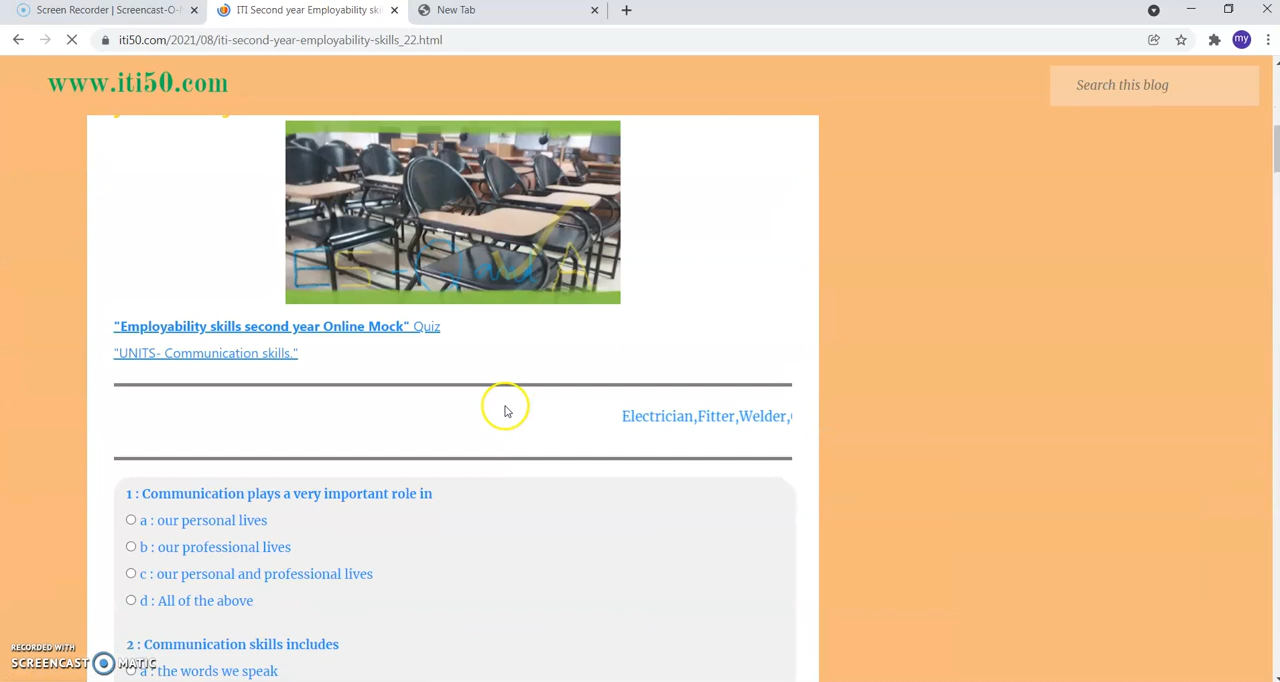 Screen Recorder | Screencast-O-
ITI Second year Employability ski
New Tab
iti50.com/2021/08/iti-second-year-employability-skills_22.html
my
www.iti50.com
Search this blog
"Employability skills second year Online Mock" Quiz
"UNITS- Communication skills."
Electrician,Fitter,Welder,
1 : Communication plays a very important role in
a : our personal lives
b : our professional lives
c : our personal and professional lives
d : All of the above
2 : Communication skills includes
a : the words we speak
RECORDED WITH
SCREENCAST MATIC